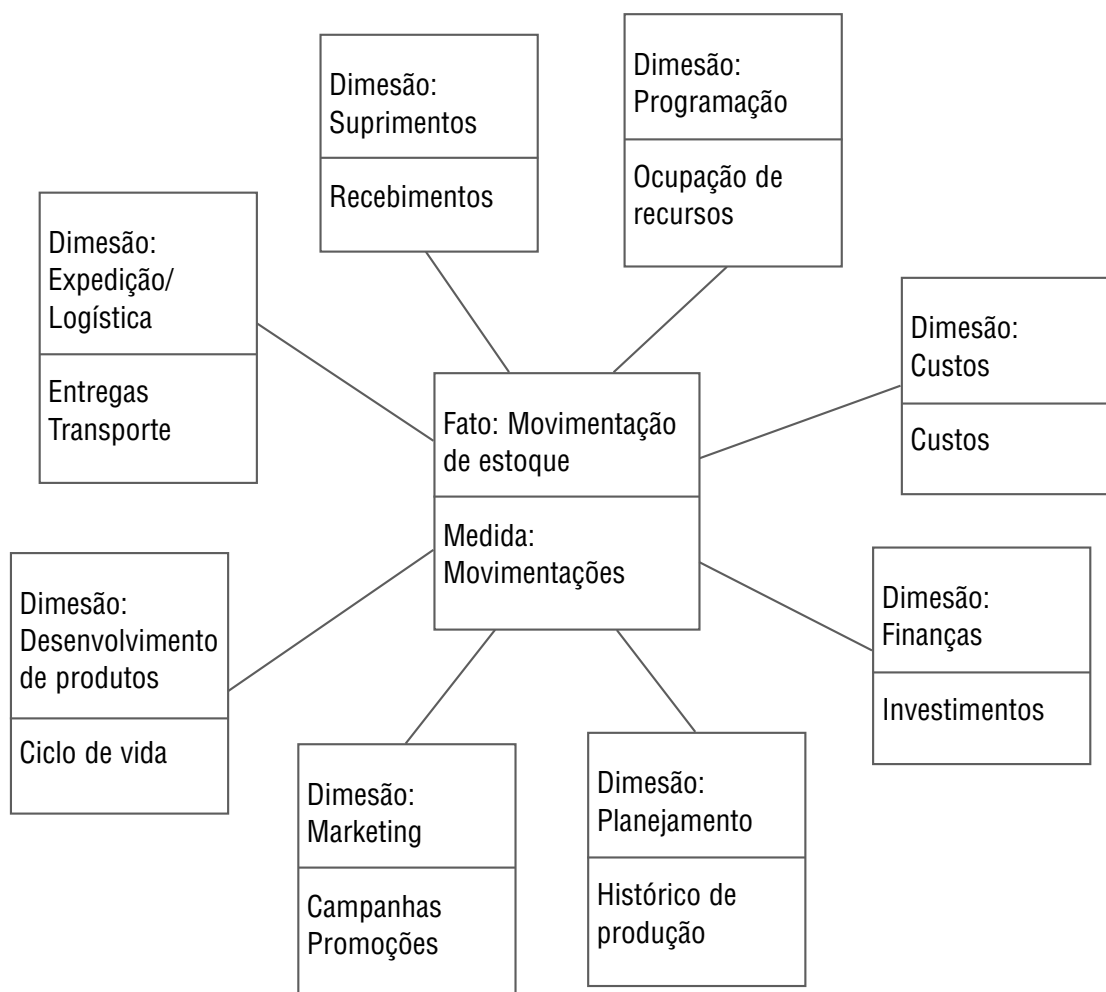 Dimesão:
Suprimentos
Recebimentos
Dimesão:
Programação
Ocupação de
recursos
Dimesão:
Expedição/
Logística
Entregas
Transporte
Dimesão:
Custos
Custos
Fato: Movimentação
de estoque
Medida:
Movimentações
Dimesão:
Desenvolvimento
de produtos
Ciclo de vida
Dimesão:
Finanças
Investimentos
Dimesão:
Marketing
Campanhas
Promoções
Dimesão:
Planejamento
Histórico de
produção